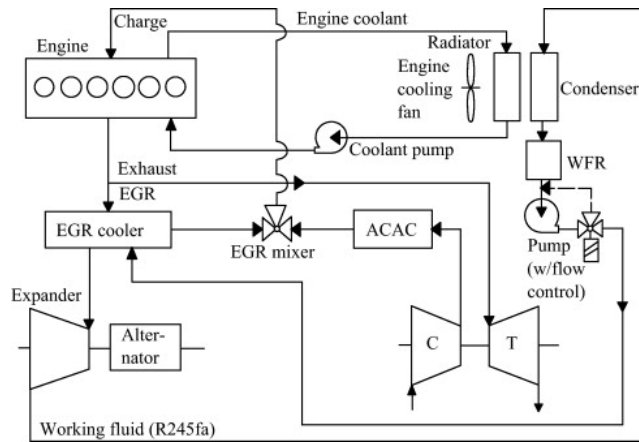 Charge
Engine coolant
Engine
Radiator
Engine
cooling
fan
Condenser
Coolant pump
WFR
Exhaust
EGR
EGR cooler
EGR mixer
ACAC
Pump
(w/flow
control)
Expander
Alter-
nator
C
T
Working fluid (R245fa)